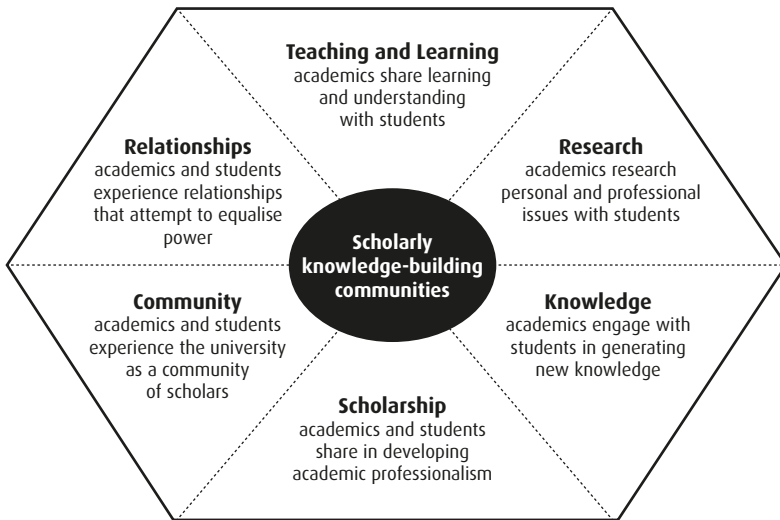 Teaching and Learning
academics share learning
and understanding
with students
Relationships
academics and students
experience relationships
that attempt to equalise
power
Research
academics research
personal and professional
issues with students
Scholarly
knowledge-building
communities
Community
academics and students
experience the university
as a community
of scholars
Knowledge
academics engage with
students in generating
new knowledge
Scholarship
academics and students
share in developing
academic professionalism